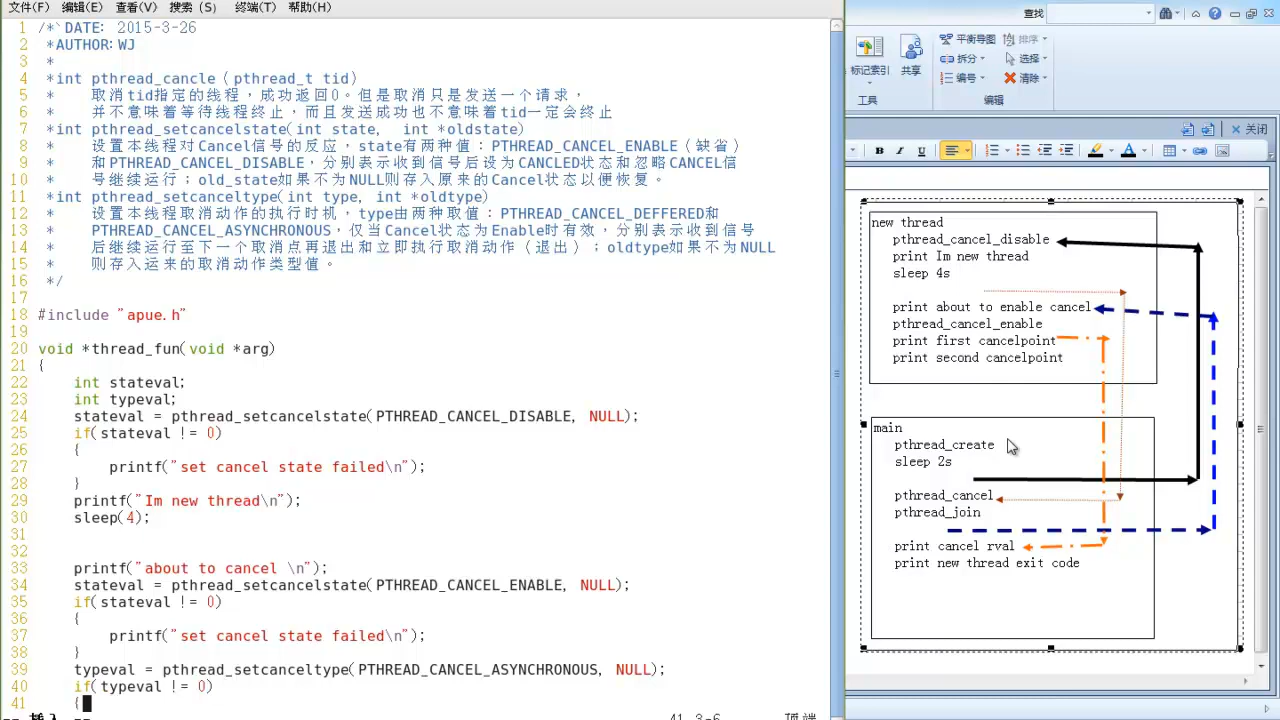 文件(F) 编辑(E) 查看(V) 搜索 (S) 终端(T) 帮助(H)
1 /*`DATE: 2015-3-26
2 *AUTHOR:WJ
3 *
4 *int pthread_cancle（pthread_t tid）
5 * 取消tid指定的线程，成功返回0。但是取消只是发送一个请求，
6 * 并不意味着等待线程终止，而且发送成功也不意味着tid一定会终止
7 *int pthread_setcancelstate(int state, int *oldstate)
8 * 设置本线程对Cancel信号的反应，state有两种值：PTHREAD_CANCEL_ENABLE（缺省）
9 * 和PTHREAD_CANCEL_DISABLE，分别表示收到信号后设为CANCLED状态和忽略CANCEL信
10 * 号继续运行；old_state如果不为NULL则存入原来的Cancel状态以便恢复。
11 *int pthread_setcanceltype(int type, int *oldtype)
12 * 设置本线程取消动作的执行时机，type由两种取值：PTHREAD_CANCEL_DEFFERED和
13 * PTHREAD_CANCEL_ASYNCHRONOUS，仅当Cancel状态为Enable时有效，分别表示收到信号
14 * 后继续运行至下一个取消点再退出和立即执行取消动作（退出）；oldtype如果不为NULL
15 * 则存入运来的取消动作类型值。
16 */
17
18 #include "apue.h"
19
20 void *thread_fun(void *arg)
21 {
22 int stateval;
23 int typeval;
24 stateval = pthread_setcancelstate(PTHREAD_CANCEL_DISABLE, NULL);
25 if(stateval != 0)
26 {
27 printf("set cancel state failed\n");
28 }
29 printf("Im new thread\n");
30 sleep(4);
31
32
33 printf("about to cancel \n");
34 stateval = pthread_setcancelstate(PTHREAD_CANCEL_ENABLE, NULL);
35 if(stateval != 0)
36 {
37 printf("set cancel state failed\n");
38 }
39 typeval = pthread_setcanceltype(PTHREAD_CANCEL_ASYNCHRONOUS, NULL);
40 if(typeval != 0)
41 {
-- 插入 -- 41,3-6 顶端
查找
标记索引 共享 平衡导图 排序
拆分 选择
编号 清除
工具 编辑
关闭
B I U A
new thread
pthread_cancel_disable
print Im new thread
sleep 4s
print about to enable cancel
pthread_cancel_enable
print first cancelpoint
print second cancelpoint
main
pthread_create
sleep 2s
pthread_cancel
pthread_join
print cancel rval
print new thread exit code